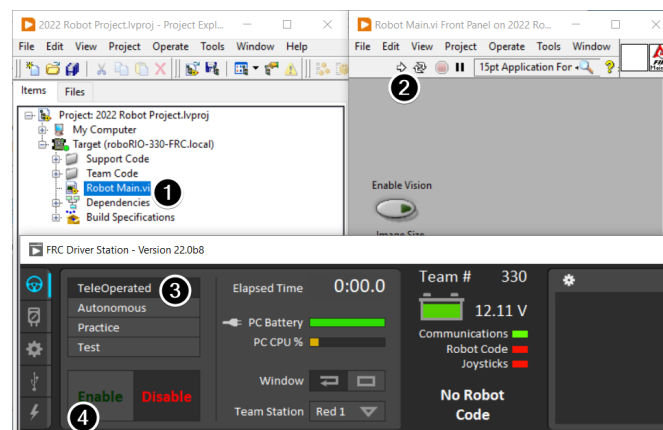 2022 Robot Project.lvproj - Project Expl...
File Edit View Project Operate Tools Window Help
Items Files
Project: 2022 Robot Project.lvproj
My Computer
Target (roboRIO-330-FRC.local)
Support Code
Team Code
Robot Main.vi
1
Dependencies
Build Specifications
Robot Main.vi Front Panel on 2022 Ro...
File Edit View Project Operate Tools Window
15pt Application For
2
Enable Vision
Image Size
FRC Driver Station - Version 22.0b8
TeleOperated
3
Autonomous
Practice
Test
Enable Disable
4
Elapsed Time 0:00.0
PC Battery
PC CPU %
Window
Team Station Red 1
Team # 330
12.11 V
Communications
Robot Code
Joysticks
No Robot
Code